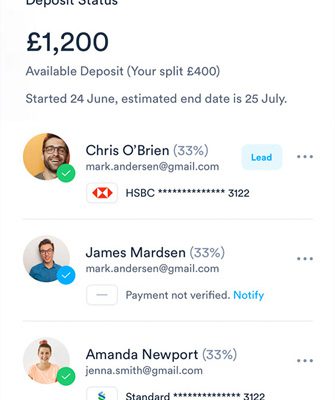 Deposit Status
£1,200
Available Deposit (Your split £400)
Started 24 June, estimated end date is 25 July.
Chris O'Brien (33%)
Lead
mark.andersen@gmail.com
HSBC ************** 3122
James Mardsen (33%)
mark.andersen@gmail.com
Payment not verified. Notify
Amanda Newport (33%)
jenna.smith@gmail.com
Standard ************** 3122